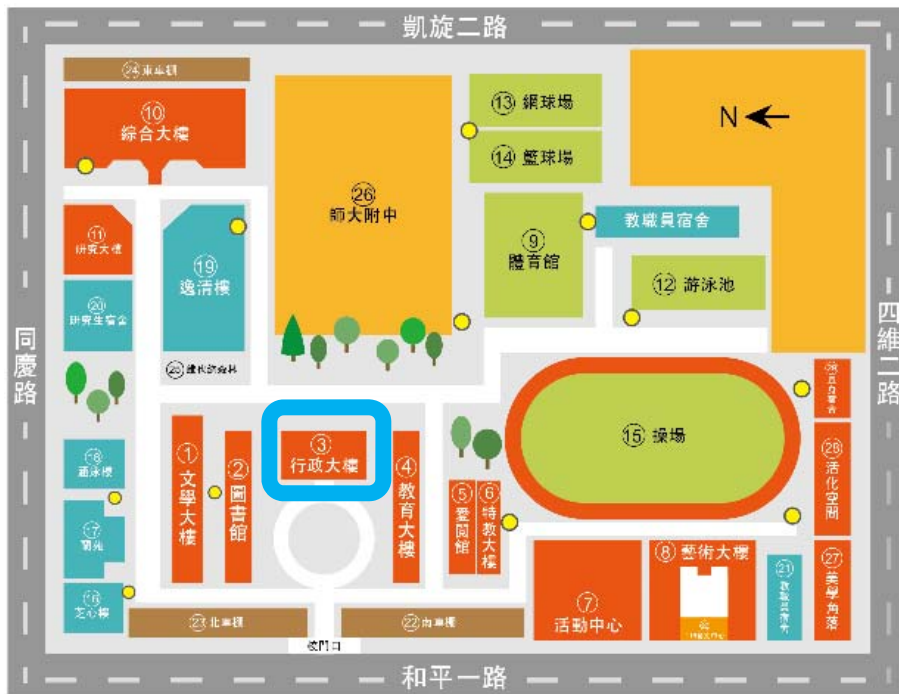 凱旋二路
㉔東車棚
⑩
綜合大樓
⑬ 網球場
⑭ 籃球場
N
㉖
師大附中
⑪
研究大樓
⑲
逸清樓
⑨
體育館
教職員宿舍
⑫ 游泳池
⑳
研究生宿舍
同慶路
四維二路
⑮ 操場
㉘
活化空間
⑱
涵泳樓
③
行政大樓
①
文學大樓
②
圖書館
④
教育大樓
⑤
愛閱館
⑥
特教大樓
⑰
蘭苑
⑯
芝心樓
⑦
活動中心
⑧ 藝術大樓
㉑
教職員宿舍
㉗
美學角落
㉓北車棚
㉒南車棚
校門口
和平一路